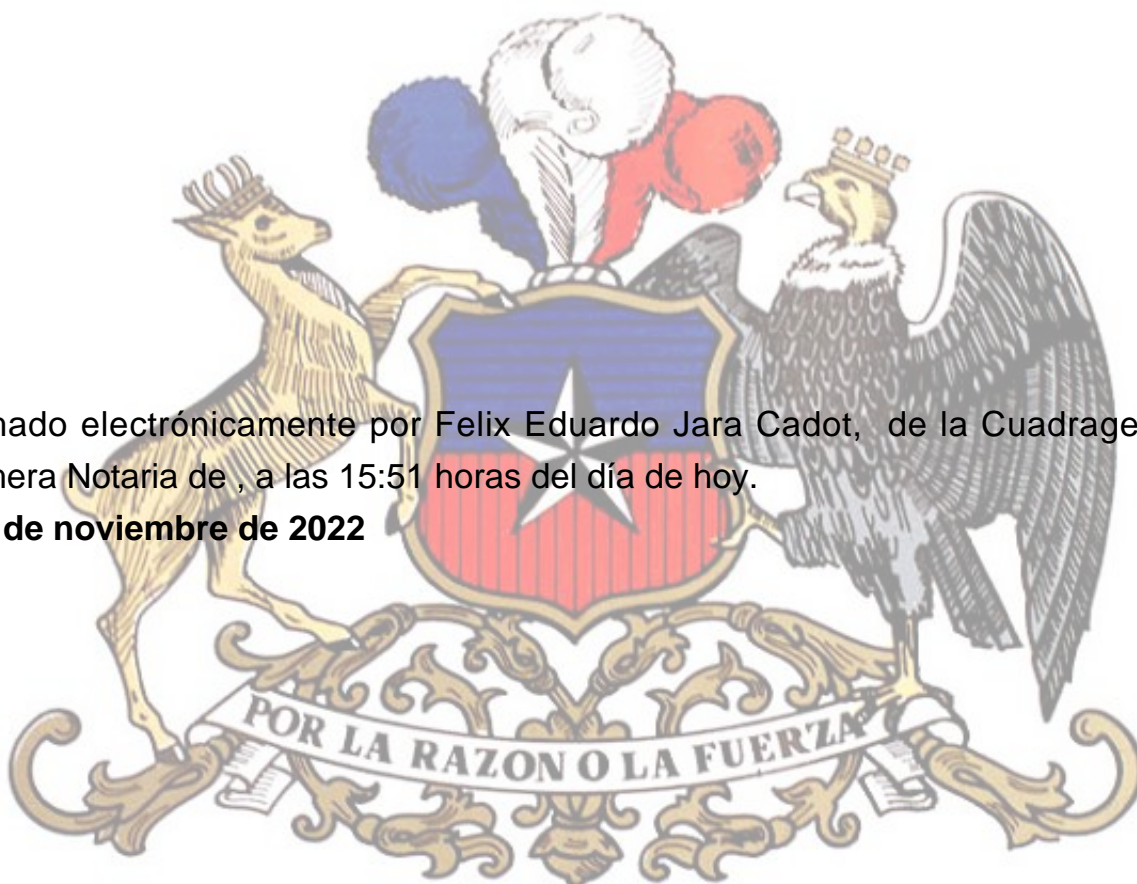 nado electrónicamente por Felix Eduardo Jara Cadot, de la Cuadrage
nera Notaria de , a las 15:51 horas del día de hoy.
de noviembre de 2022
POR LA RAZON O LA FUERZA